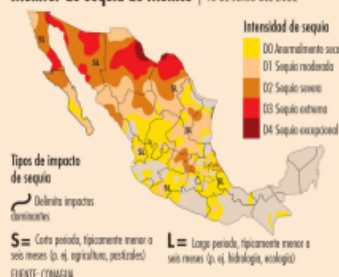 Monitor de Sequía de México
Intensidad de sequía
D0 Anormalmente seco
D1 Sequía moderada
D2 Sequía severa
D3 Sequía extrema
D4 Sequía excepcional
Tipos de impacto
de sequía
Delimita impactos
dominantes
S= Corto periodo, típicamente menor a
seis meses (p. ej. agricultura, pastizales)
L= Largo periodo, típicamente menor a
seis meses (p. ej. hidrología, ecología)
FUENTE: CONAGUA